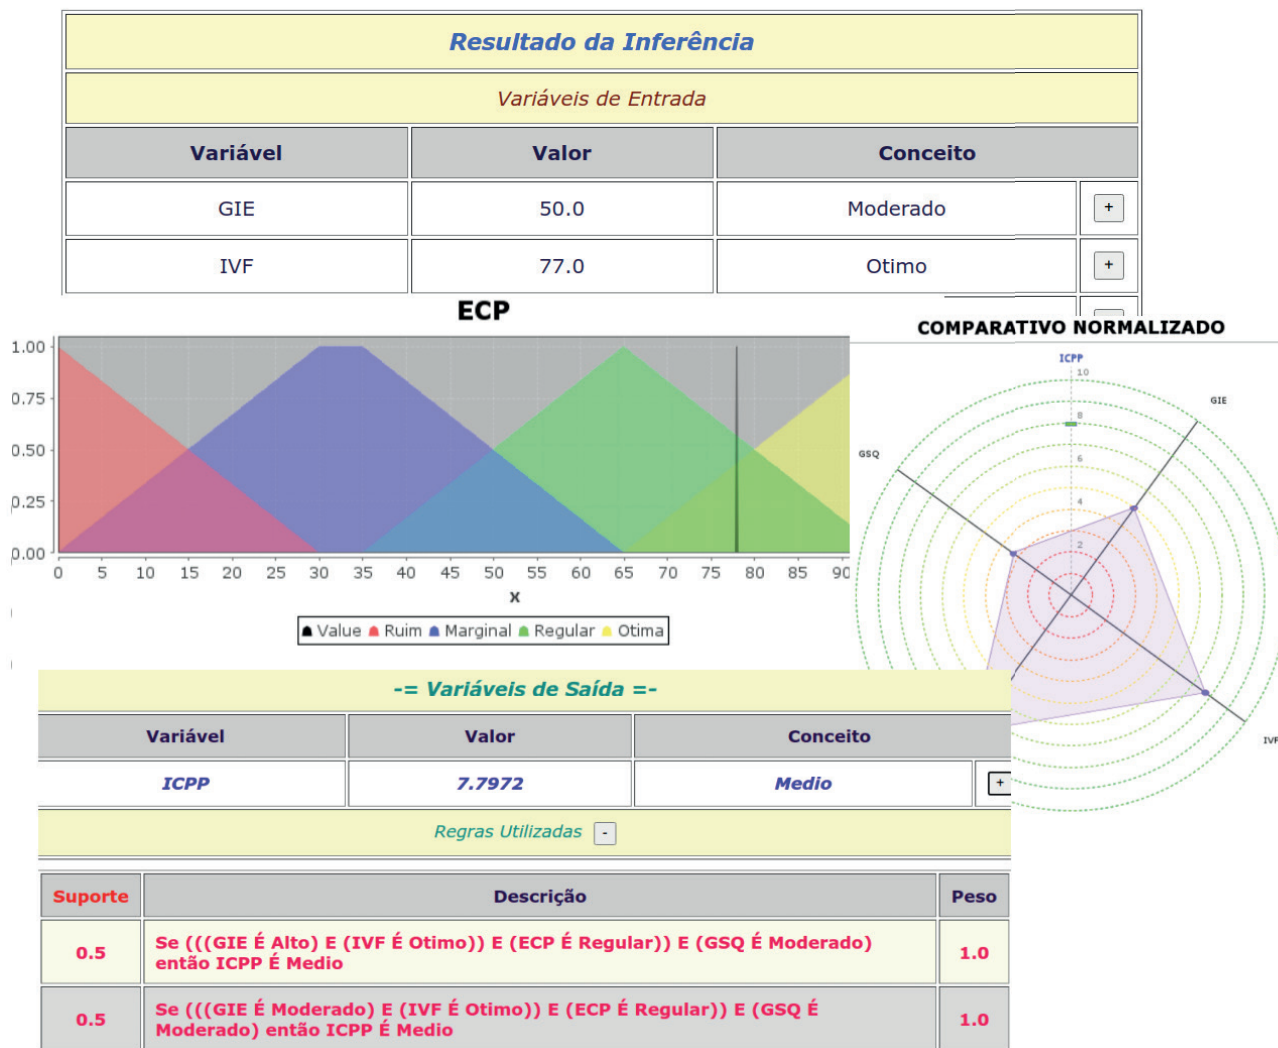 Resultado da Inferência
Variáveis de Entrada
Variável Valor Conceito
GIE 50.0 Moderado +
IVF 77.0 Otimo +
ECP
1.00
0.75
0.50
0.25
0.00
0 5 10 15 20 25 30 35 40 45 50 55 60 65 70 75 80 85 90
X
Value Ruim Marginal Regular Otima
COMPARATIVO NORMALIZADO
ICPP
10
GIE
8
GSQ
6
4
2
IVF
-= Variáveis de Saída =-
Variável Valor Conceito
ICPP 7.7972 Medio +
Regras Utilizadas -
Suporte Descrição Peso
0.5 Se (((GIE É Alto) E (IVF É Otimo)) E (ECP É Regular)) E (GSQ É Moderado) 1.0
então ICPP É Medio
0.5 Se (((GIE É Moderado) E (IVF É Otimo)) E (ECP É Regular)) E (GSQ É 1.0
Moderado) então ICPP É Medio